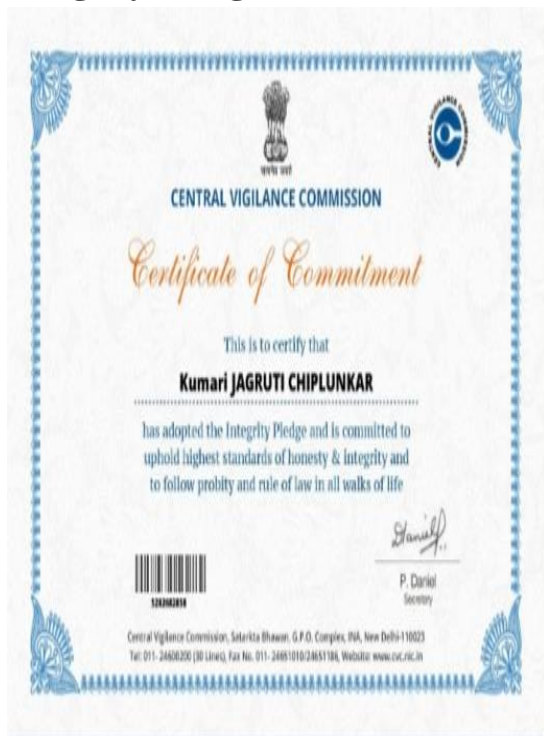 सत्यमेव जयते
CENTRAL VIGILANCE COMMISSION
CENTRAL VIGILANCE COMMISSION
Certificate of Commitment
This is to certify that
Kumari JAGRUTI CHIPLUNKAR
has adopted the Integrity Pledge and is committed to
uphold highest standards of honesty & integrity and
to follow probity and rule of law in all walks of life
P. Daniel
Secretary
Central Vigilance Commission, Satarkta Bhawan, G.P.O. Complex, INA, New Delhi-110023
Tel: 011- 24600200 (30 Lines), Fax No. 011- 24651010/24651186, Website: www.cvc.nic.in